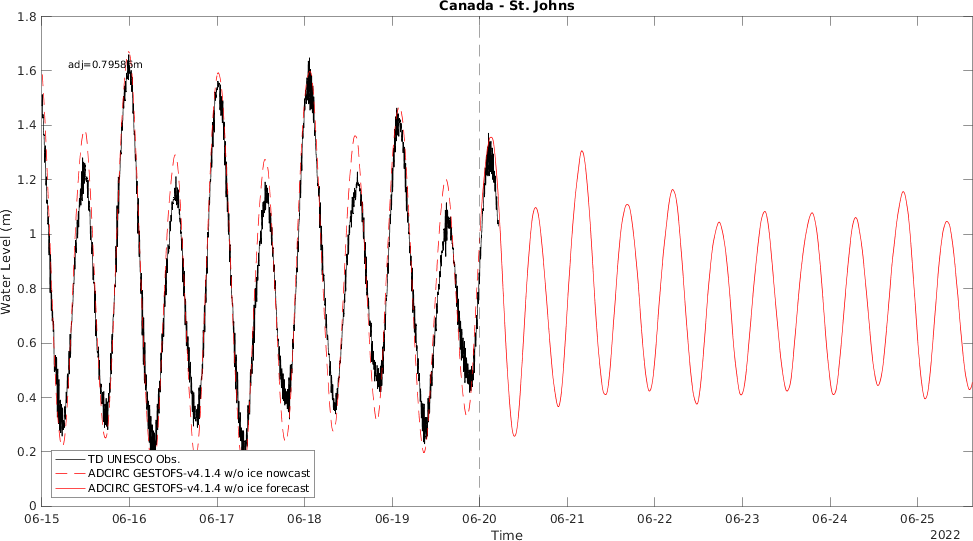 Canada - St. Johns
1.8
adj=0.79586m
1.6
1.4
1.2
1
0.8
0.6
0.4
0.2
0
Water Level (m)
TD UNESCO Obs.
ADCIRC GESTOFS-v4.1.4 w/o ice nowcast
ADCIRC GESTOFS-v4.1.4 w/o ice forecast
06-15 06-16 06-17 06-18 06-19 06-20 06-21 06-22 06-23 06-24 06-25
Time
2022